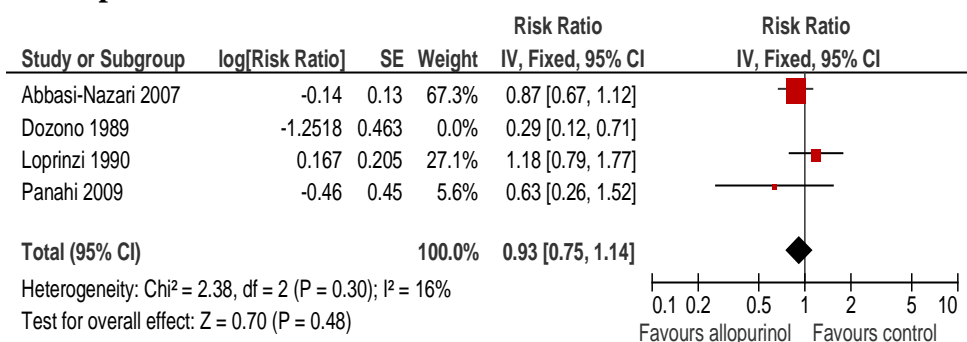 Risk Ratio Risk Ratio
Study or Subgroup log[Risk Ratio] SE Weight IV, Fixed, 95% CI IV, Fixed, 95% CI
Abbasi-Nazari 2007 -0.14 0.13 67.3% 0.87 [0.67, 1.12]
Dozono 1989 -1.2518 0.463 0.0% 0.29 [0.12, 0.71]
Loprinzi 1990 0.167 0.205 27.1% 1.18 [0.79, 1.77]
Panahi 2009 -0.46 0.45 5.6% 0.63 [0.26, 1.52]
Total (95% CI) 100.0% 0.93 [0.75, 1.14]
Heterogeneity: Chi² = 2.38, df = 2 (P = 0.30); I² = 16%
Test for overall effect: Z = 0.70 (P = 0.48)
0.1 0.2 0.5 1 2 5 10
Favours allopurinol Favours control